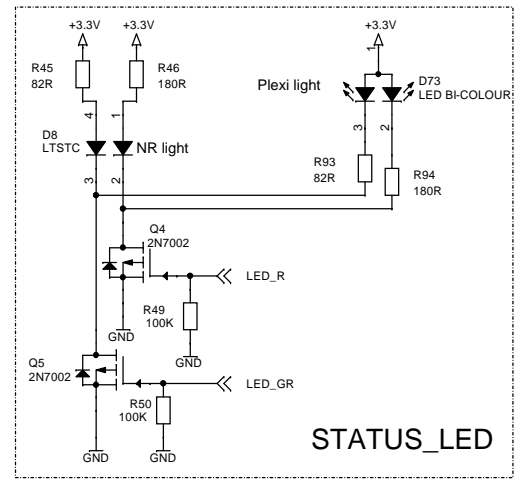 +3.3V
+3.3V
+3.3V
R45
82R
R46
180R
1
Plexi light
D73
LED BI-COLOUR
4
1
3
2
D8
LTSTC
NR light
R93
82R
R94
180R
3
2
Q4
2N7002
LED_R
R49
100K
GND
GND
Q5
2N7002
LED_GR
R50
100K
GND
GND
STATUS_LED